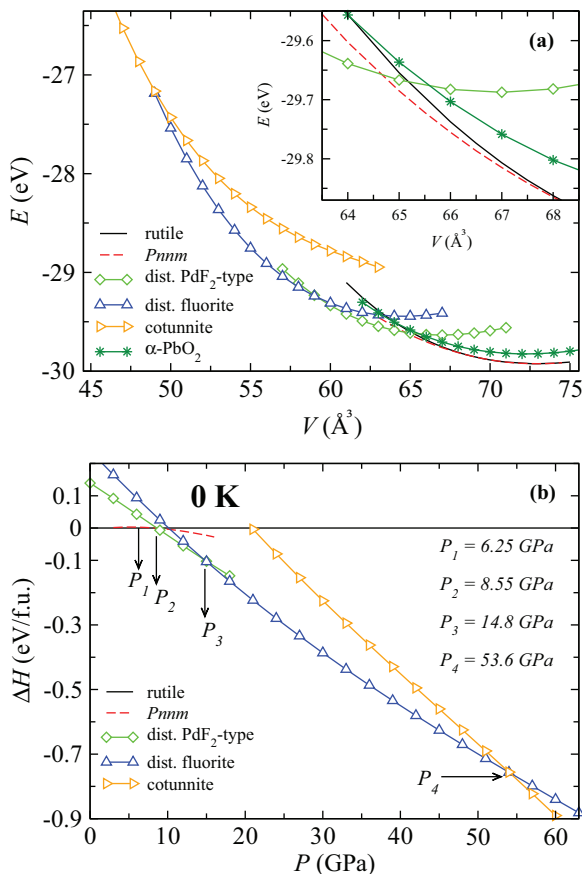 (a)
E (eV)
-26
-27
-28
-29
-30
45 50 55 60 65 70 75
V (Å³)
rutile
Pnnm
dist. PdF₂-type
dist. fluorite
cotunnite
α-PbO₂
E (eV)
-29.6
-29.7
-29.8
64 65 66 67 68
V (Å³)
0 K
(b)
ΔH (eV/f.u.)
0.1
0
-0.1
-0.3
-0.5
-0.7
-0.9
P₁
P₂
P₃
P₄
P₁ = 6.25 GPa
P₂ = 8.55 GPa
P₃ = 14.8 GPa
P₄ = 53.6 GPa
rutile
Pnnm
dist. PdF₂-type
dist. fluorite
cotunnite
0 10 20 30 40 50 60
P (GPa)